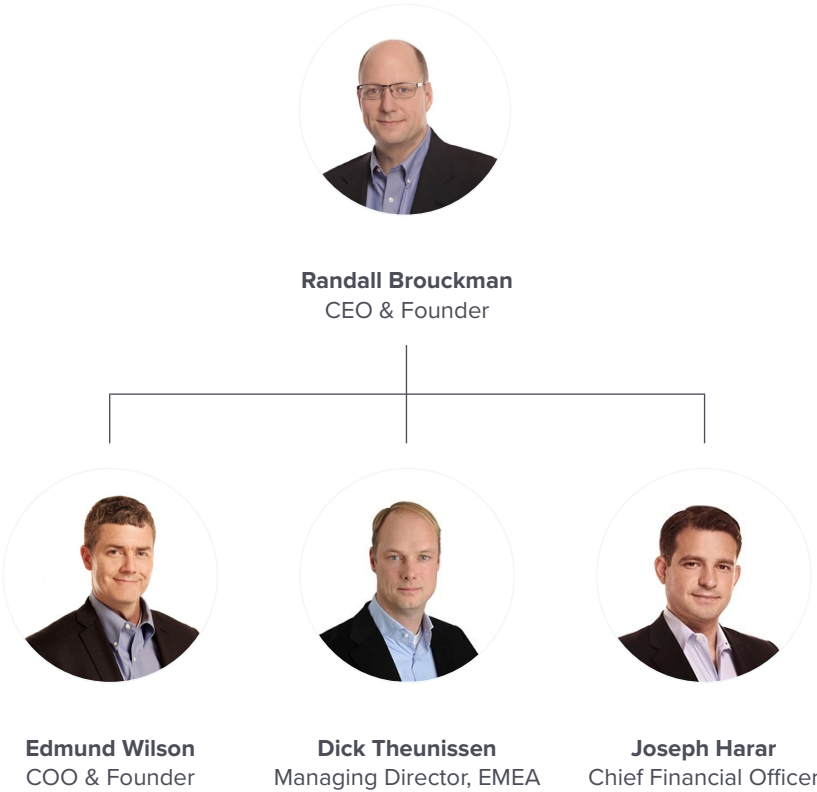 Randall Brouckman
CEO & Founder
Edmund Wilson
COO & Founder
Dick Theunissen
Managing Director, EMEA
Joseph Harar
Chief Financial Officer